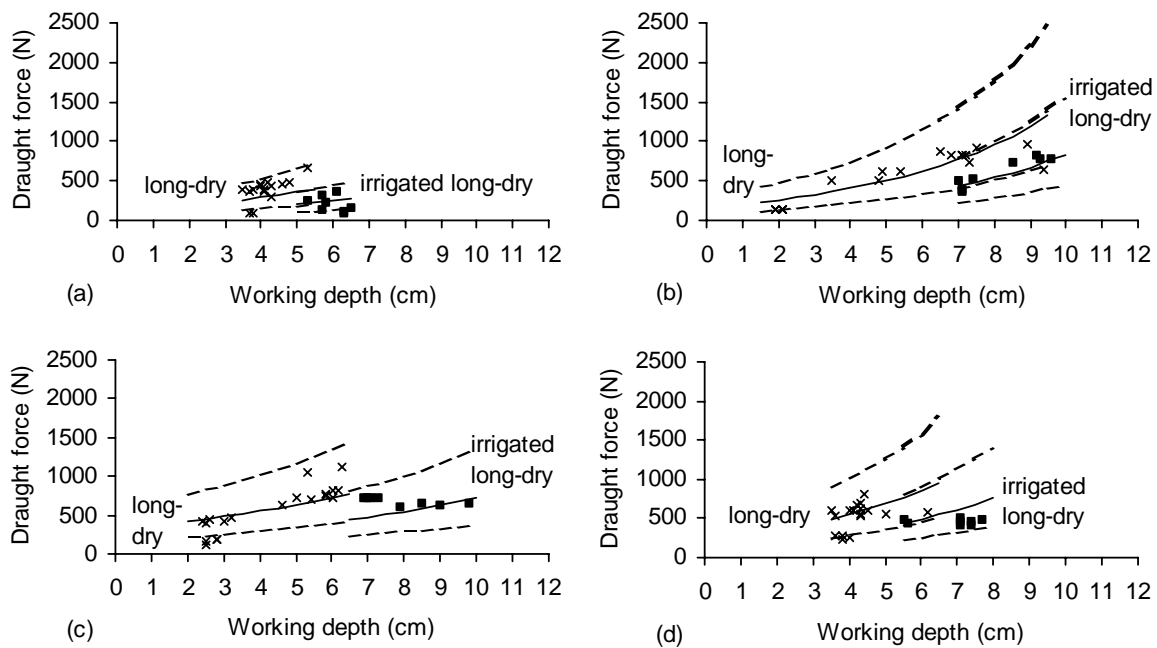 Draught force (N)
2500
2000
1500
1000
500
0
long-dry
irrigated long-dry
0 1 2 3 4 5 6 7 8 9 10 11 12
(a)
Working depth (cm)
Draught force (N)
2500
2000
1500
1000
500
0
long-
dry
irrigated
long-dry
0 1 2 3 4 5 6 7 8 9 10 11 12
(b)
Working depth (cm)
Draught force (N)
2500
2000
1500
1000
500
0
long-
dry
irrigated
long-dry
0 1 2 3 4 5 6 7 8 9 10 11 12
(c)
Working depth (cm)
Draught force (N)
2500
2000
1500
1000
500
0
long-dry
irrigated
long-dry
0 1 2 3 4 5 6 7 8 9 10 11 12
(d)
Working depth (cm)